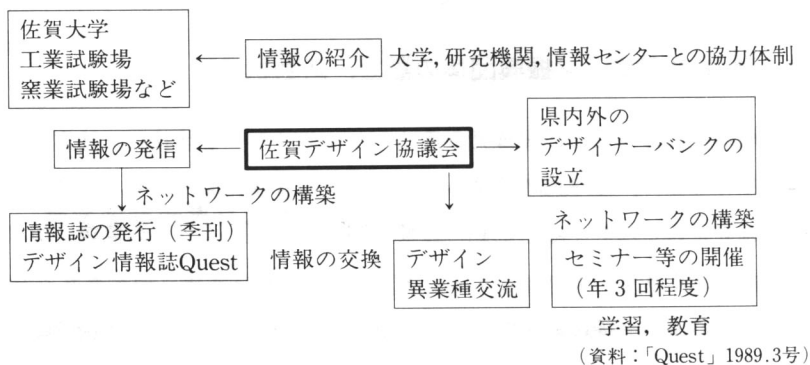 佐賀大学
工業試験場
窯業試験場など
情報の紹介
大学,研究機関,情報センターとの協力体制
情報の発信
佐賀デザイン協議会
県内外の
デザイナーバンクの
設立
ネットワークの構築
情報誌の発行（季刊）
デザイン情報誌Quest
情報の交換
デザイン
異業種交流
ネットワークの構築
セミナー等の開催
（年3回程度）
学習，教育
（資料：「Quest」1989.3号）